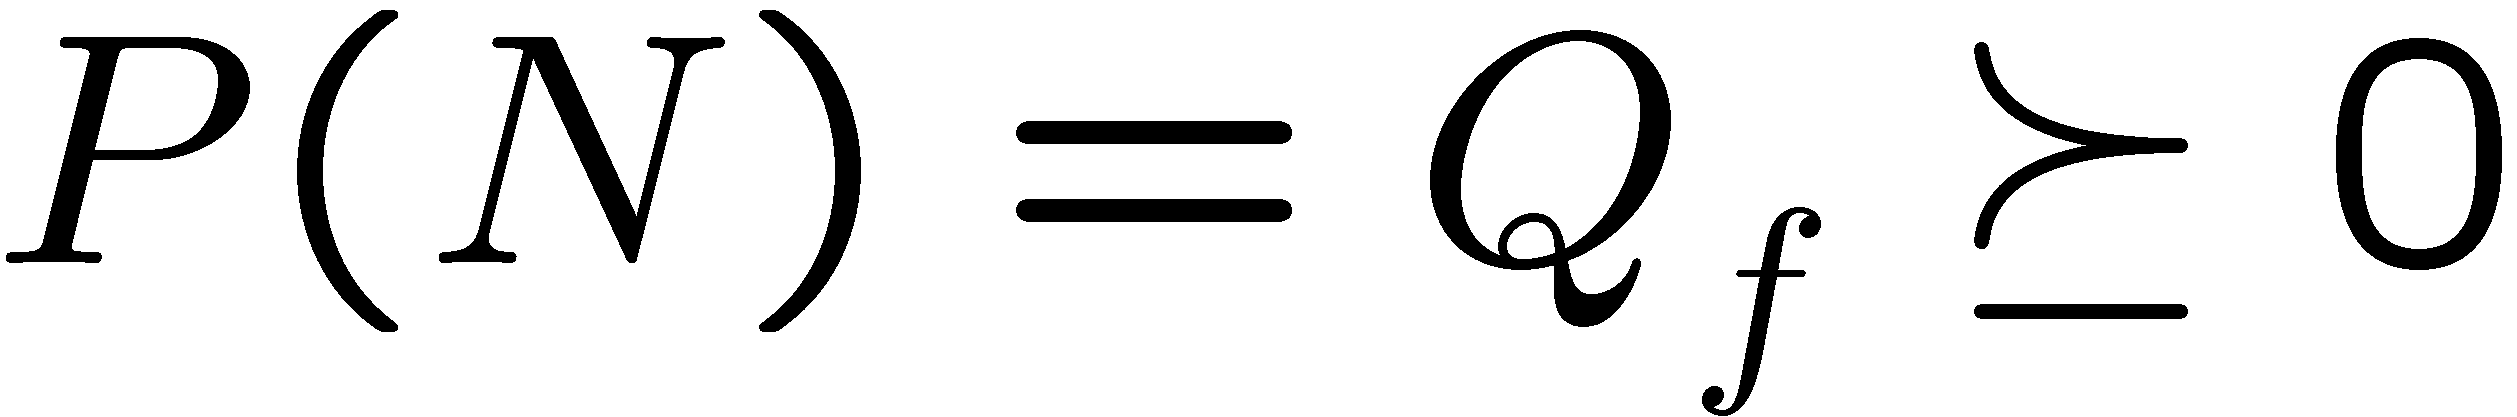 P(N) = Q_f ⪰ 0